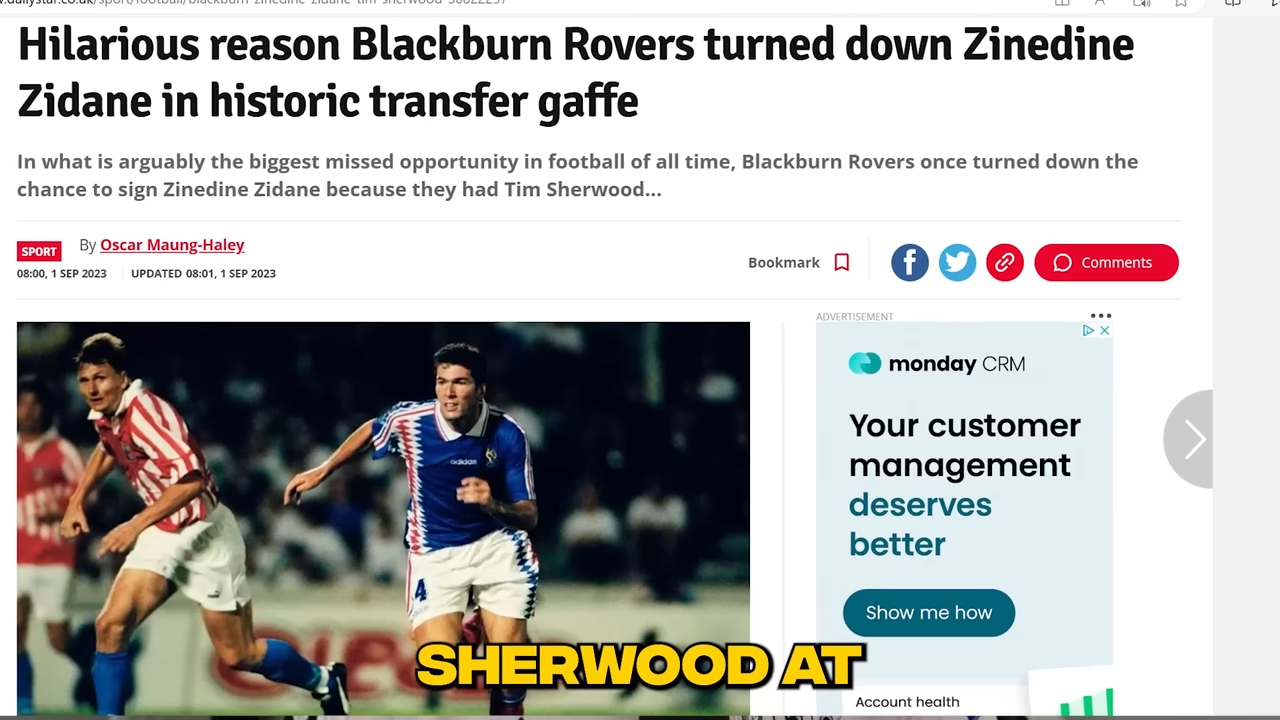 Hilarious reason Blackburn Rovers turned down Zinedine
Zidane in historic transfer gaffe
In what is arguably the biggest missed opportunity in football of all time, Blackburn Rovers once turned down the
chance to sign Zinedine Zidane because they had Tim Sherwood...
SPORT
By Oscar Maung-Haley
08:00, 1 SEP 2023
UPDATED 08:01, 1 SEP 2023
Bookmark
f
Comments
ADVERTISEMENT
monday CRM
Your customer
management
deserves
better
Show me how
Account health
adidas
4
SHERWOOD AT